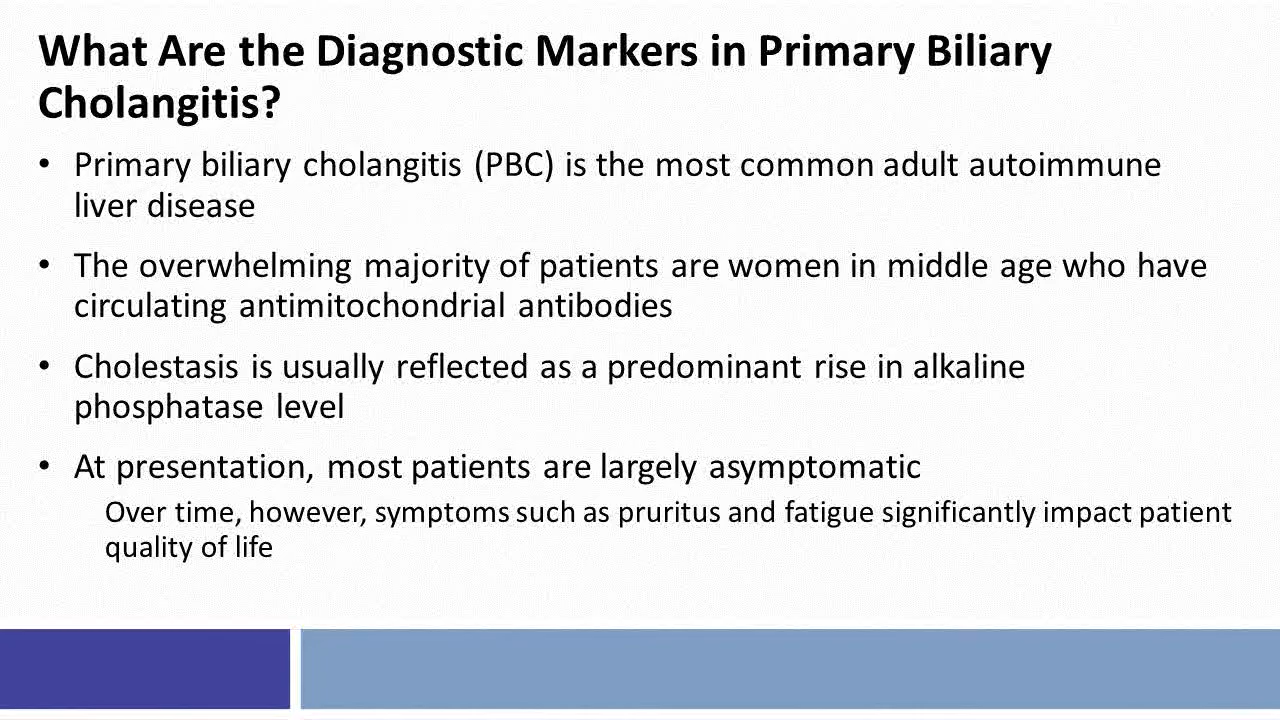 What Are the Diagnostic Markers in Primary Biliary
Cholangitis?
• Primary biliary cholangitis (PBC) is the most common adult autoimmune
liver disease
• The overwhelming majority of patients are women in middle age who have
circulating antimitochondrial antibodies
• Cholestasis is usually reflected as a predominant rise in alkaline
phosphatase level
• At presentation, most patients are largely asymptomatic
Over time, however, symptoms such as pruritus and fatigue significantly impact patient
quality of life